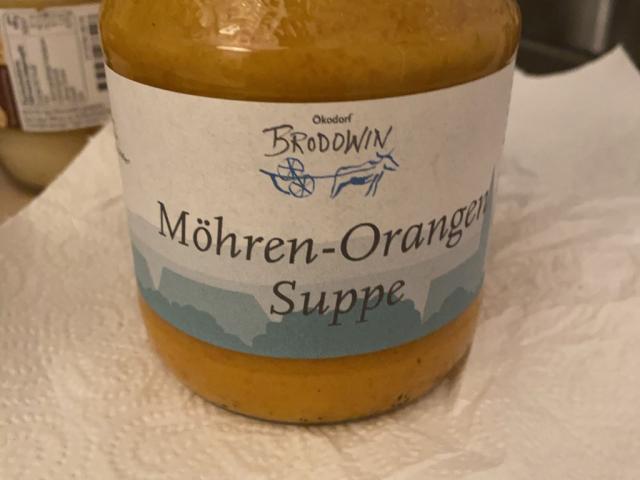 Ökodorf
BRODOWIN
Möhren-Orangen
Suppe